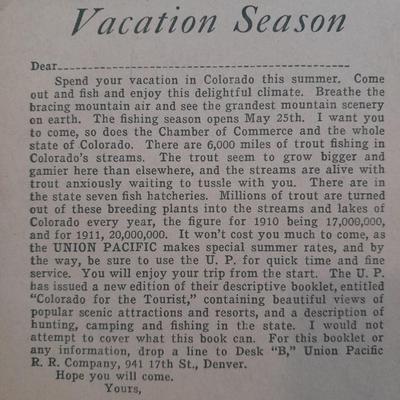 Vacation Season
Dear
Spend your vacation in Colorado this summer. Come
out and fish and enjoy this delightful climate. Breathe the
bracing mountain air and see the grandest mountain scenery
on earth. The fishing season opens May 25th. I want you
to come, so does the Chamber of Commerce and the whole
state of Colorado. There are 6,000 miles of trout fishing in
Colorado's streams. The trout seem to grow bigger and
gamier here than elsewhere, and the streams are alive with
trout anxiously waiting to tussle with you. There are in
the state seven fish hatcheries. Millions of trout are turned
out of these breeding plants into the streams and lakes of
Colorado every year, the figure for 1910 being 17,000,000,
and for 1911, 20,000,000. It won't cost you much to come, as
the UNION PACIFIC makes special summer rates, and by
the way, be sure to use the U. P. for quick time and fine
service. You will enjoy your trip from the start. The U. P.
has issued a new edition of their descriptive booklet, entitled
"Colorado for the Tourist," containing beautiful views of
popular scenic attractions and resorts, and a description of
hunting, camping and fishing in the state. I would not
attempt to cover what this book can. For this booklet or
any information, drop a line to Desk "B," Union Pacific
R. R. Company, 941 17th St., Denver.
Hope you will come.
Yours,